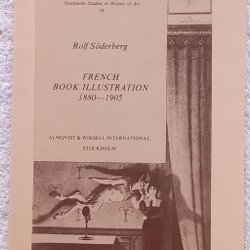 Stockholm Studies in History of Art
Rolf Söderberg
FRENCH
BOOK ILLUSTRATION
1880—1905
ALMQVIST & WIKSELL INTERNATIONAL
STOCKHOLM